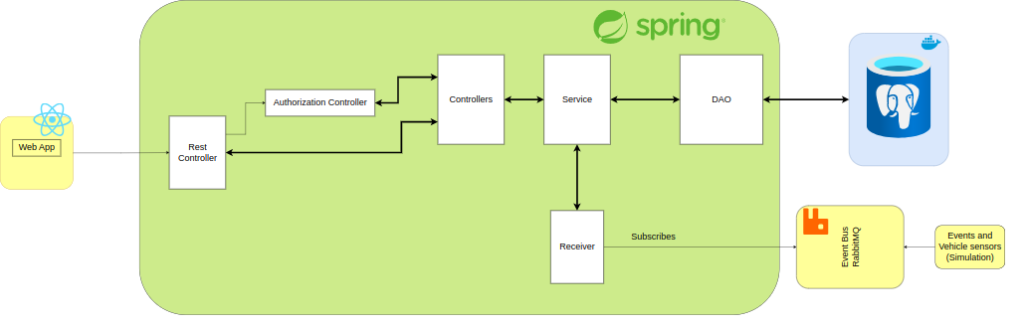 spring
Web App
Rest
Controller
Authorization Controller
Controllers
Service
DAO
Receiver
Subscribes
Event Bus
RabbitMQ
Events and
Vehicle sensors
(Simulation)